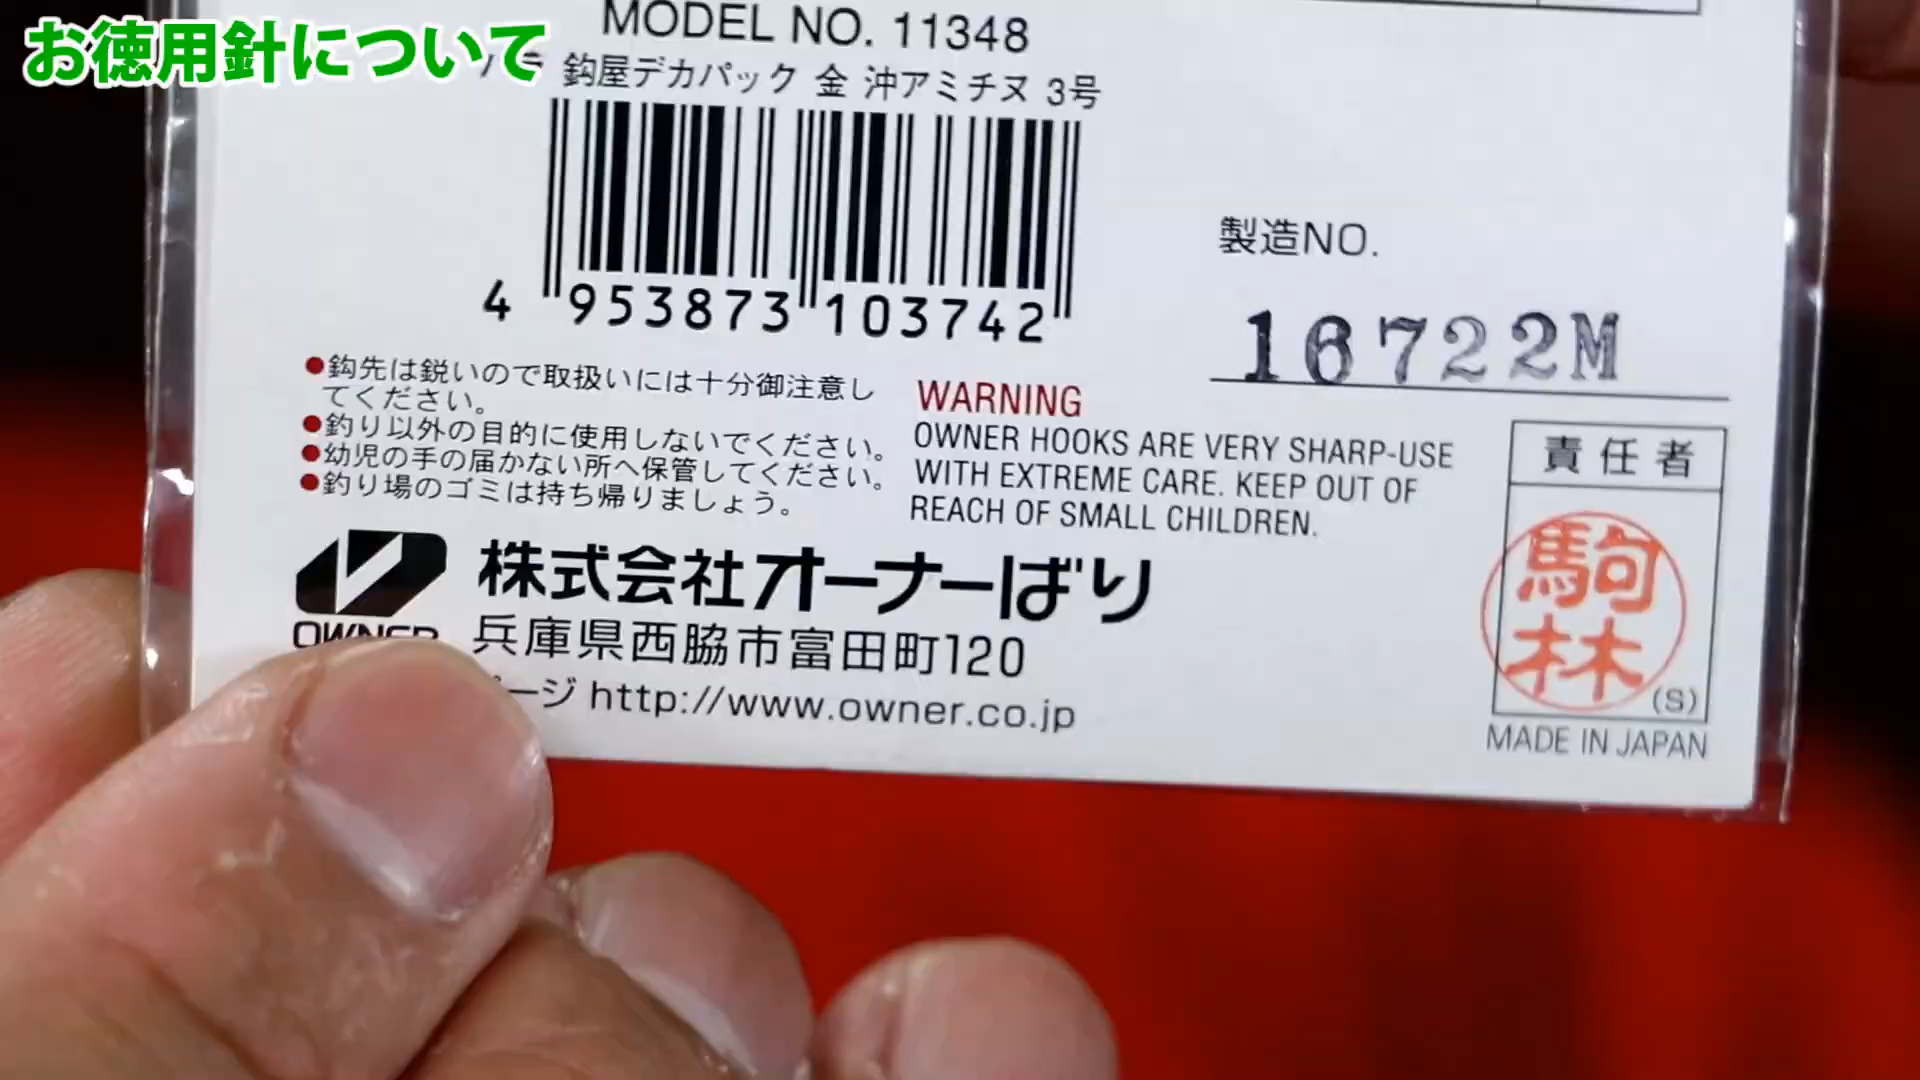 お徳用針について
MODEL NO. 11348
鈎屋デカパック 金 沖アミチヌ 3号
4 953873 103742
製造NO.
16722M
●鈎先は鋭いので取扱いには十分御注意し
てください。
●釣り以外の目的に使用しないでください。
●幼児の手の届かない所へ保管してください。
●釣り場のゴミは持ち帰りましょう。
WARNING
OWNER HOOKS ARE VERY SHARP-USE
WITH EXTREME CARE. KEEP OUT OF
REACH OF SMALL CHILDREN.
責任者
駒林
(S)
MADE IN JAPAN
OWNER
株式会社オーナーばり
兵庫県西脇市富田町120
ージ http://www.owner.co.jp